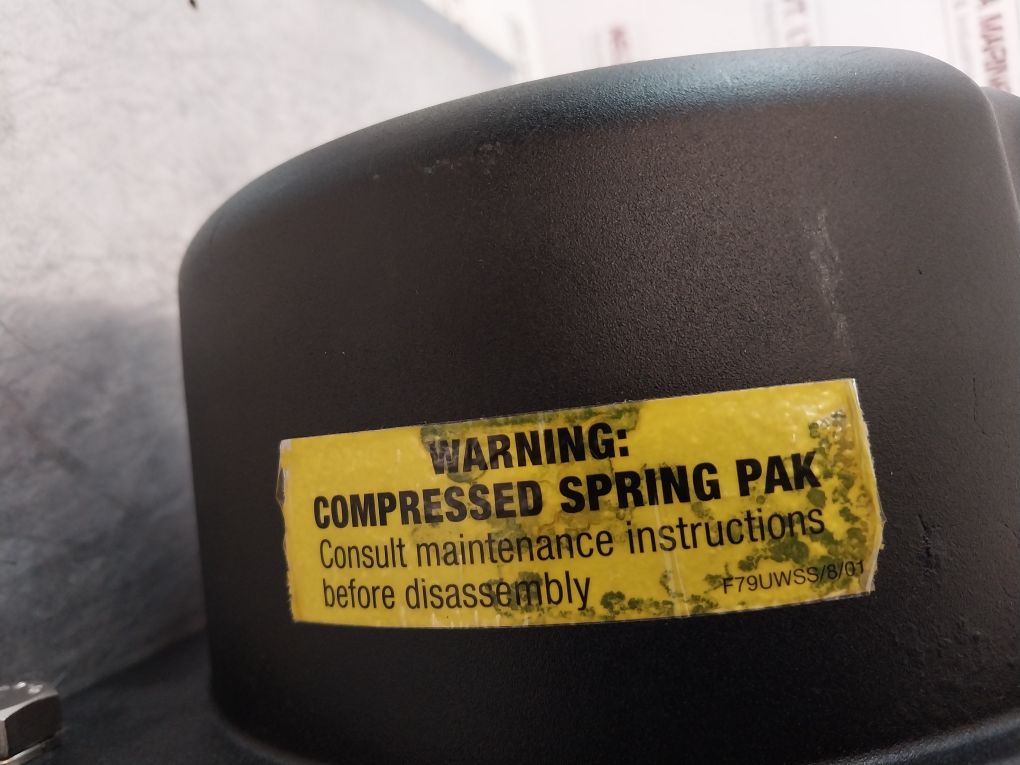 WARNING:
COMPRESSED SPRING PAK
Consult maintenance instructions
before disassembly
F79UWSS/8/01